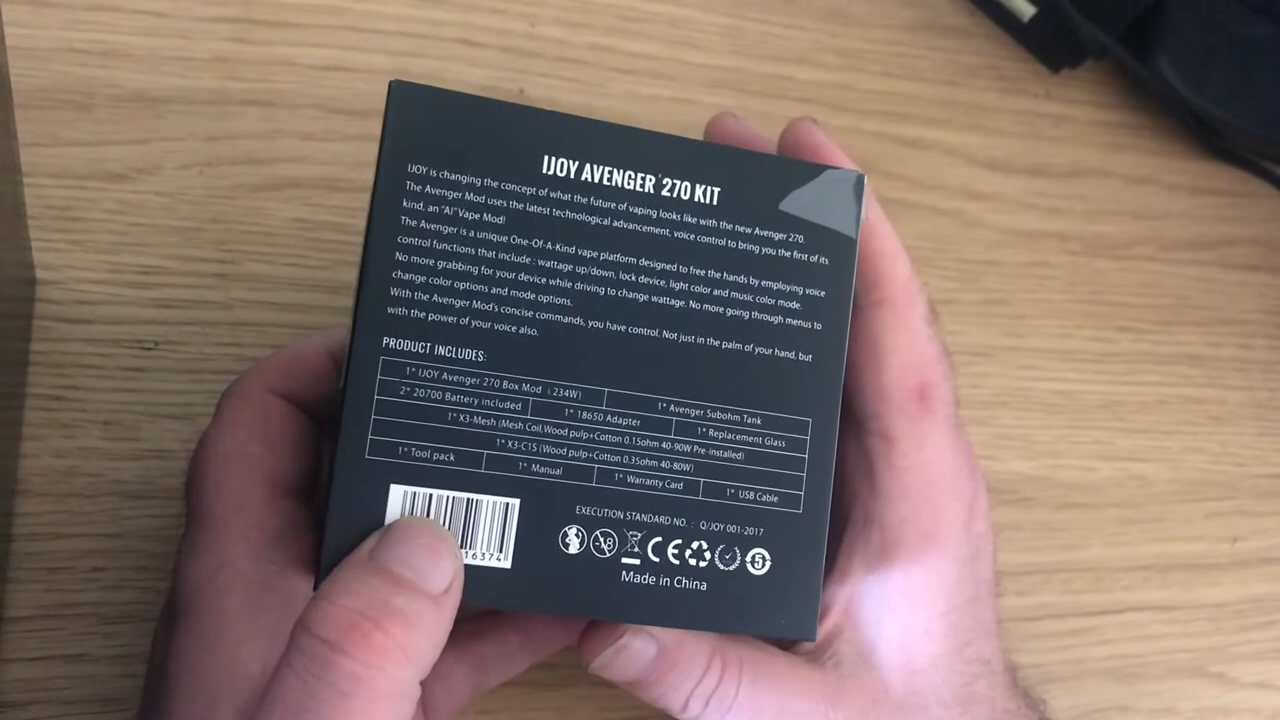 IJOY AVENGER 270 KIT
IJOY is changing the concept of what the future of vaping looks like with the new Avenger 270.
The Avenger Mod uses the latest technological advancement, voice control to bring you the first of its
kind, an "AI" Vape Mod!
The Avenger is a unique One-Of-A-Kind vape platform designed to free the hands by employing voice
control functions that include : wattage up/down, lock device, light color and music color mode.
No more grabbing for your device while driving to change wattage. No more going through menus to
change color options and mode options.
With the Avenger Mod's concise commands, you have control. Not just in the palm of your hand, but
with the power of your voice also.
PRODUCT INCLUDES:
1* IJOY Avenger 270 Box Mod (234W) 1* Avenger Subohm Tank
2* 20700 Battery included 1* 18650 Adapter 1* Replacement Glass
1* X3-Mesh (Mesh Coil,Wood pulp+Cotton 0.15ohm 40-90W Pre-installed)
1* X3-C1S (Wood pulp+Cotton 0.35ohm 40-80W)
1* Tool pack 1* Manual 1* Warranty Card 1* USB Cable
EXECUTION STANDARD NO. : Q/JOY 001-2017
-18 CE 5
16374
Made in China